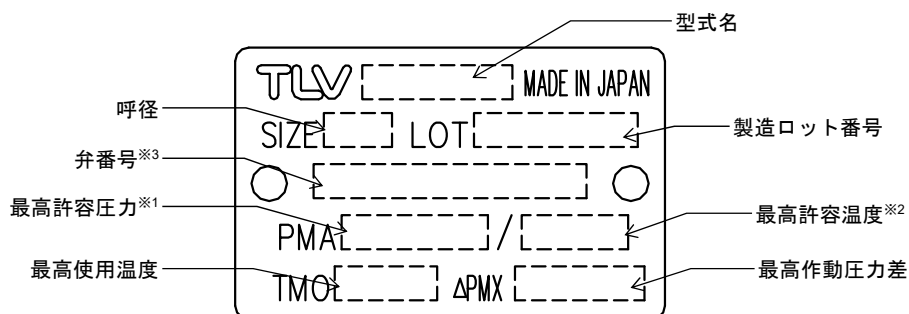 型式名
TLV MADE IN JAPAN
呼径
SIZE LOT
製造ロット番号
弁番号※3
最高許容圧力※1
PMA /
最高許容温度※2
最高使用温度
TMO ΔPMX
最高作動圧力差